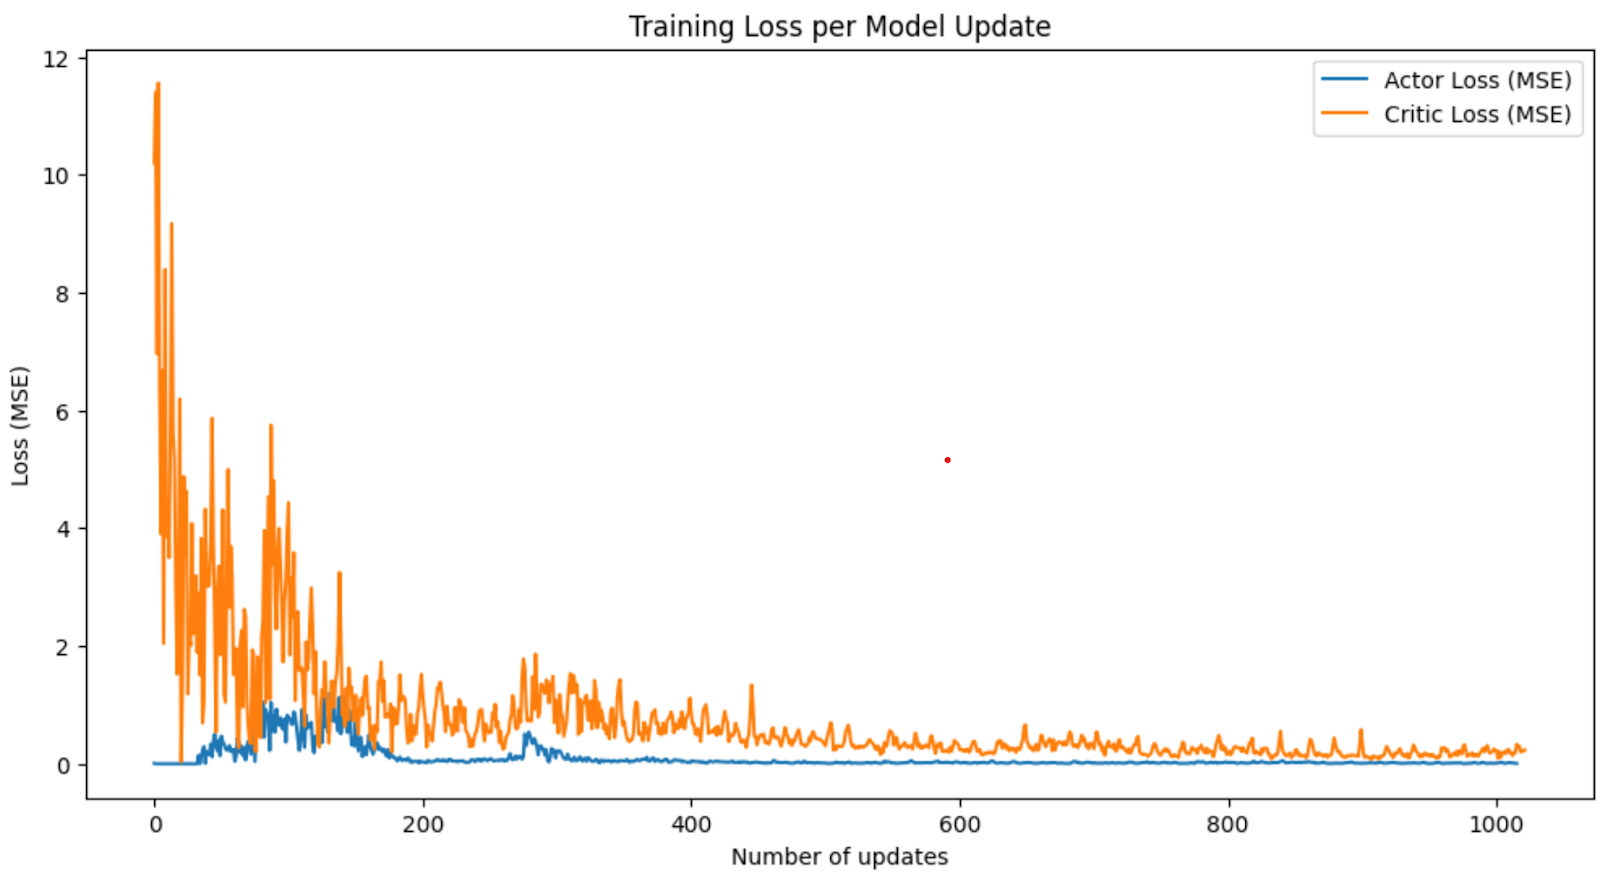 Training Loss per Model Update
12
10
8
6
4
2
0
Loss (MSE)
Actor Loss (MSE)
Critic Loss (MSE)
0 200 400 600 800 1000
Number of updates